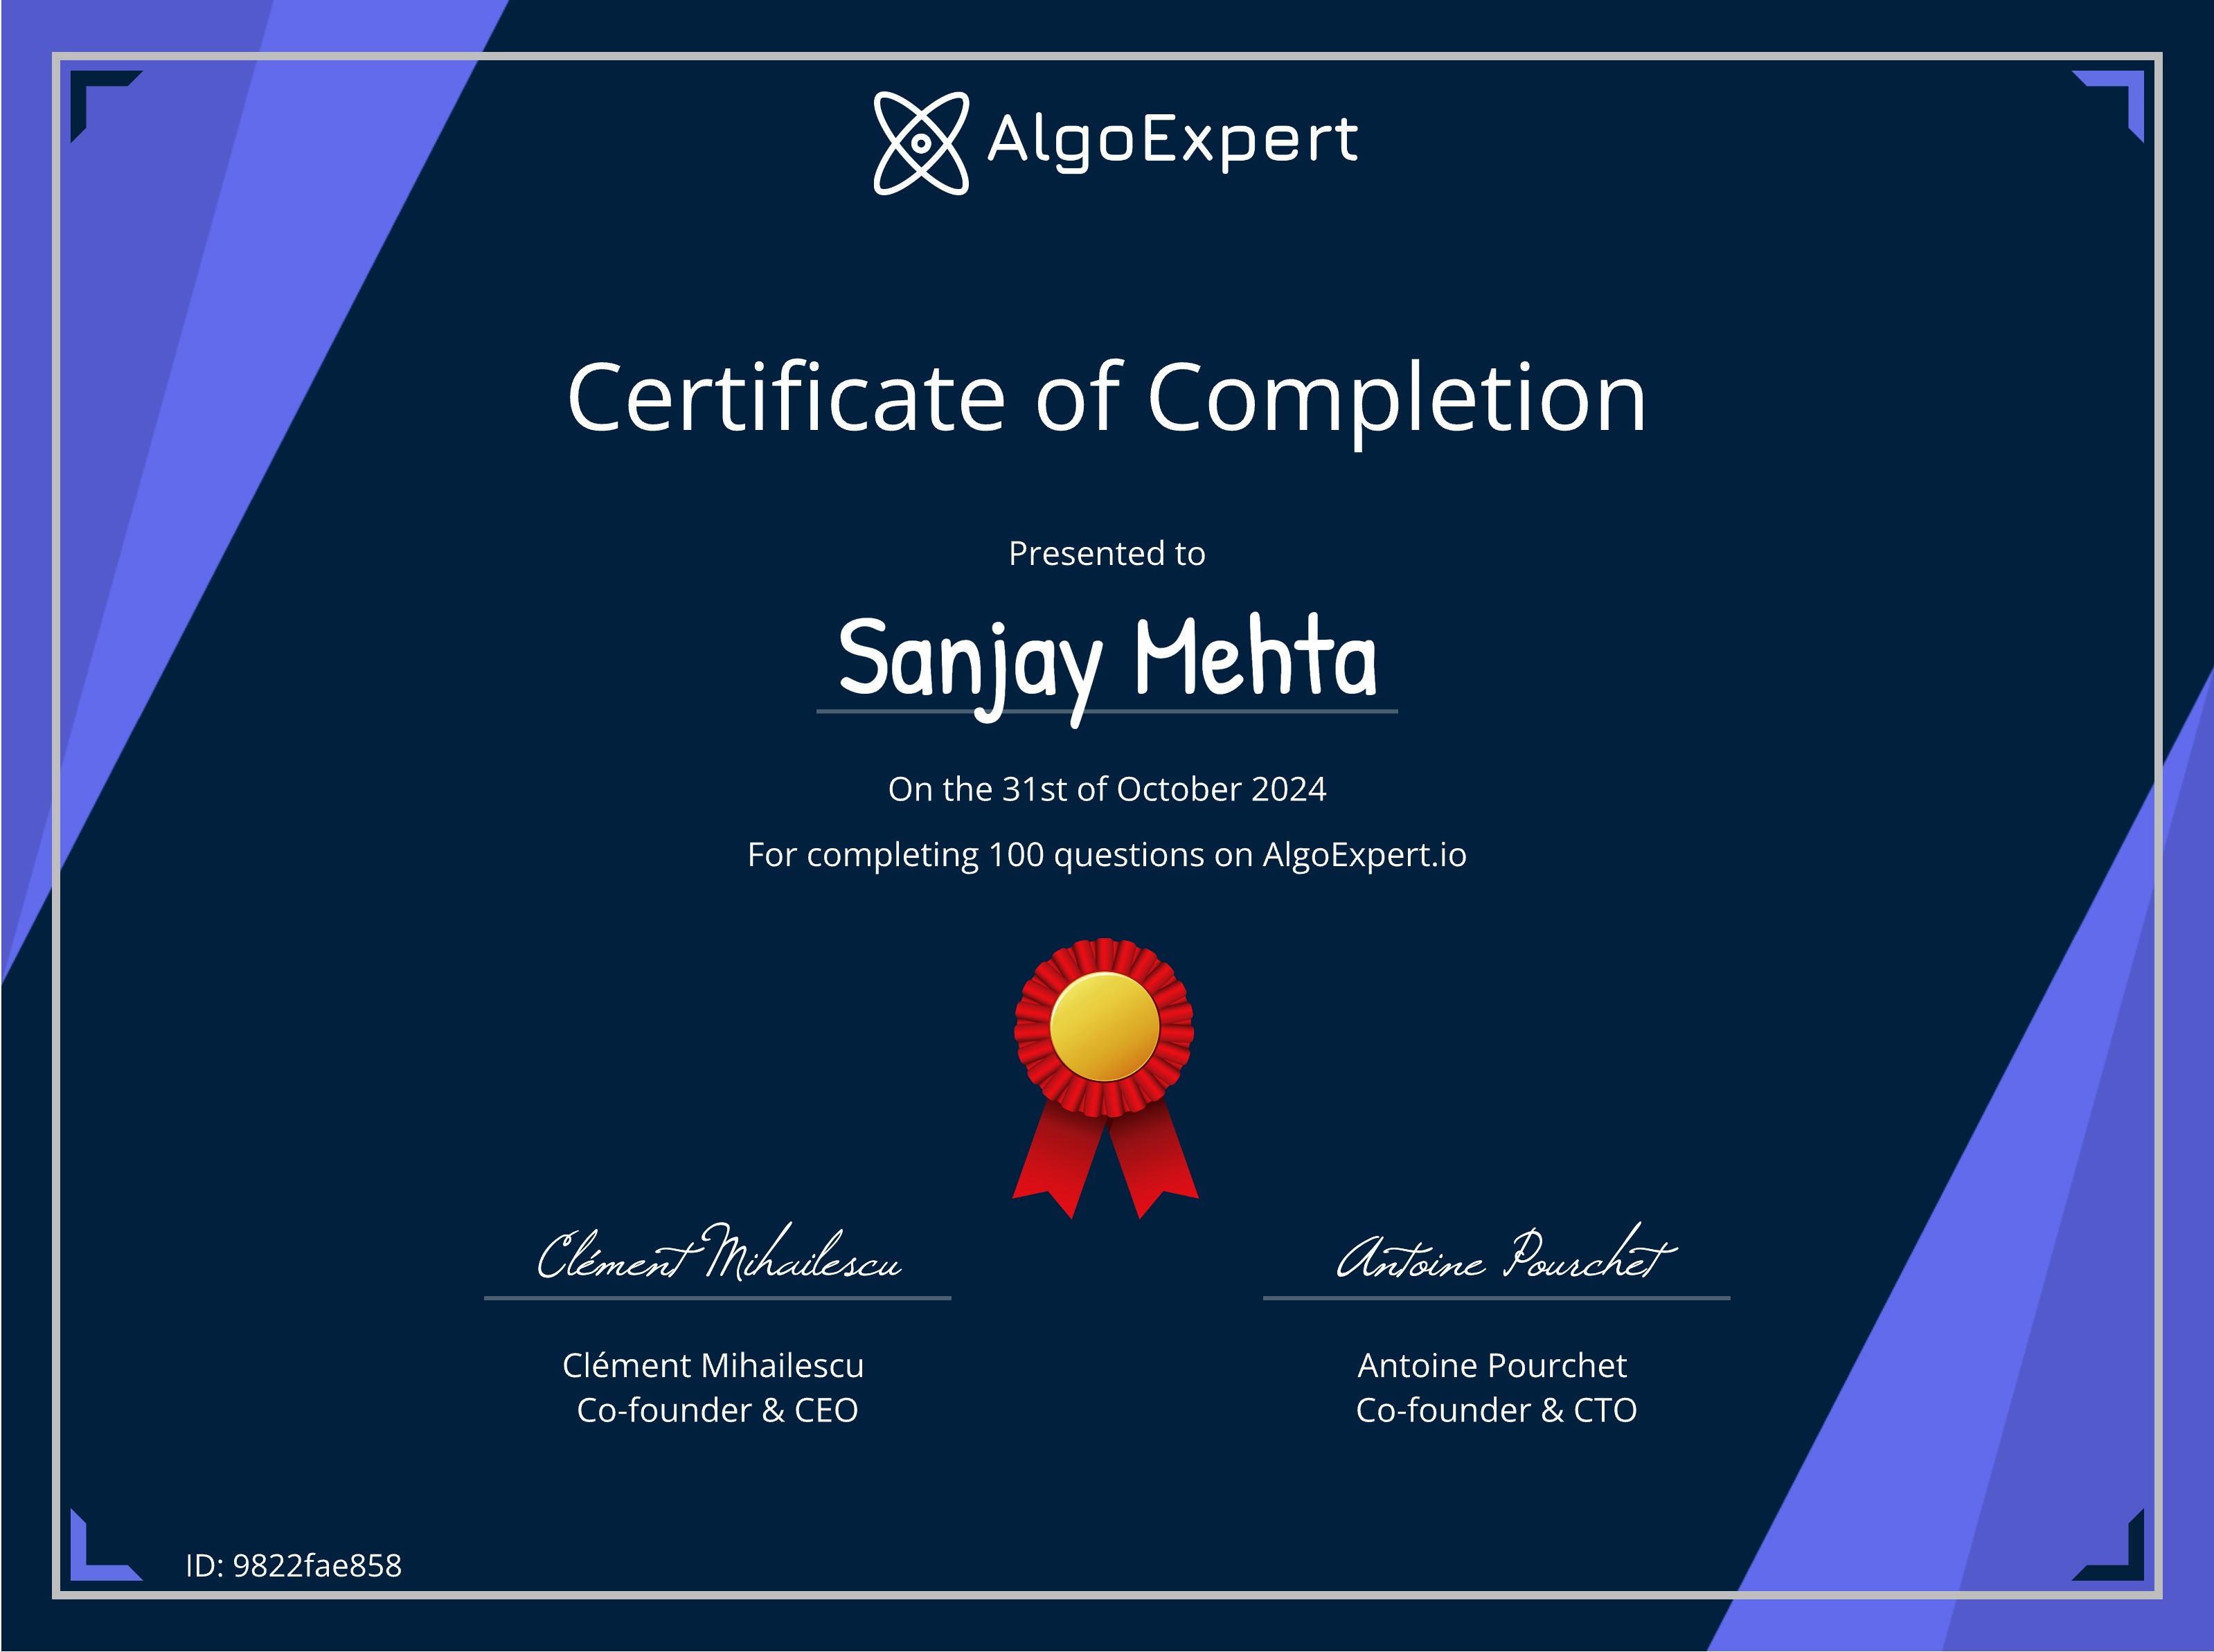 AlgoExpert
Certificate of Completion
Presented to
Sanjay Mehta
On the 31st of October 2024
For completing 100 questions on AlgoExpert.io
Clément Mihailescu
Antoine Pourchet
Clément Mihailescu
Co-founder & CEO
Antoine Pourchet
Co-founder & CTO
ID: 9822fae858